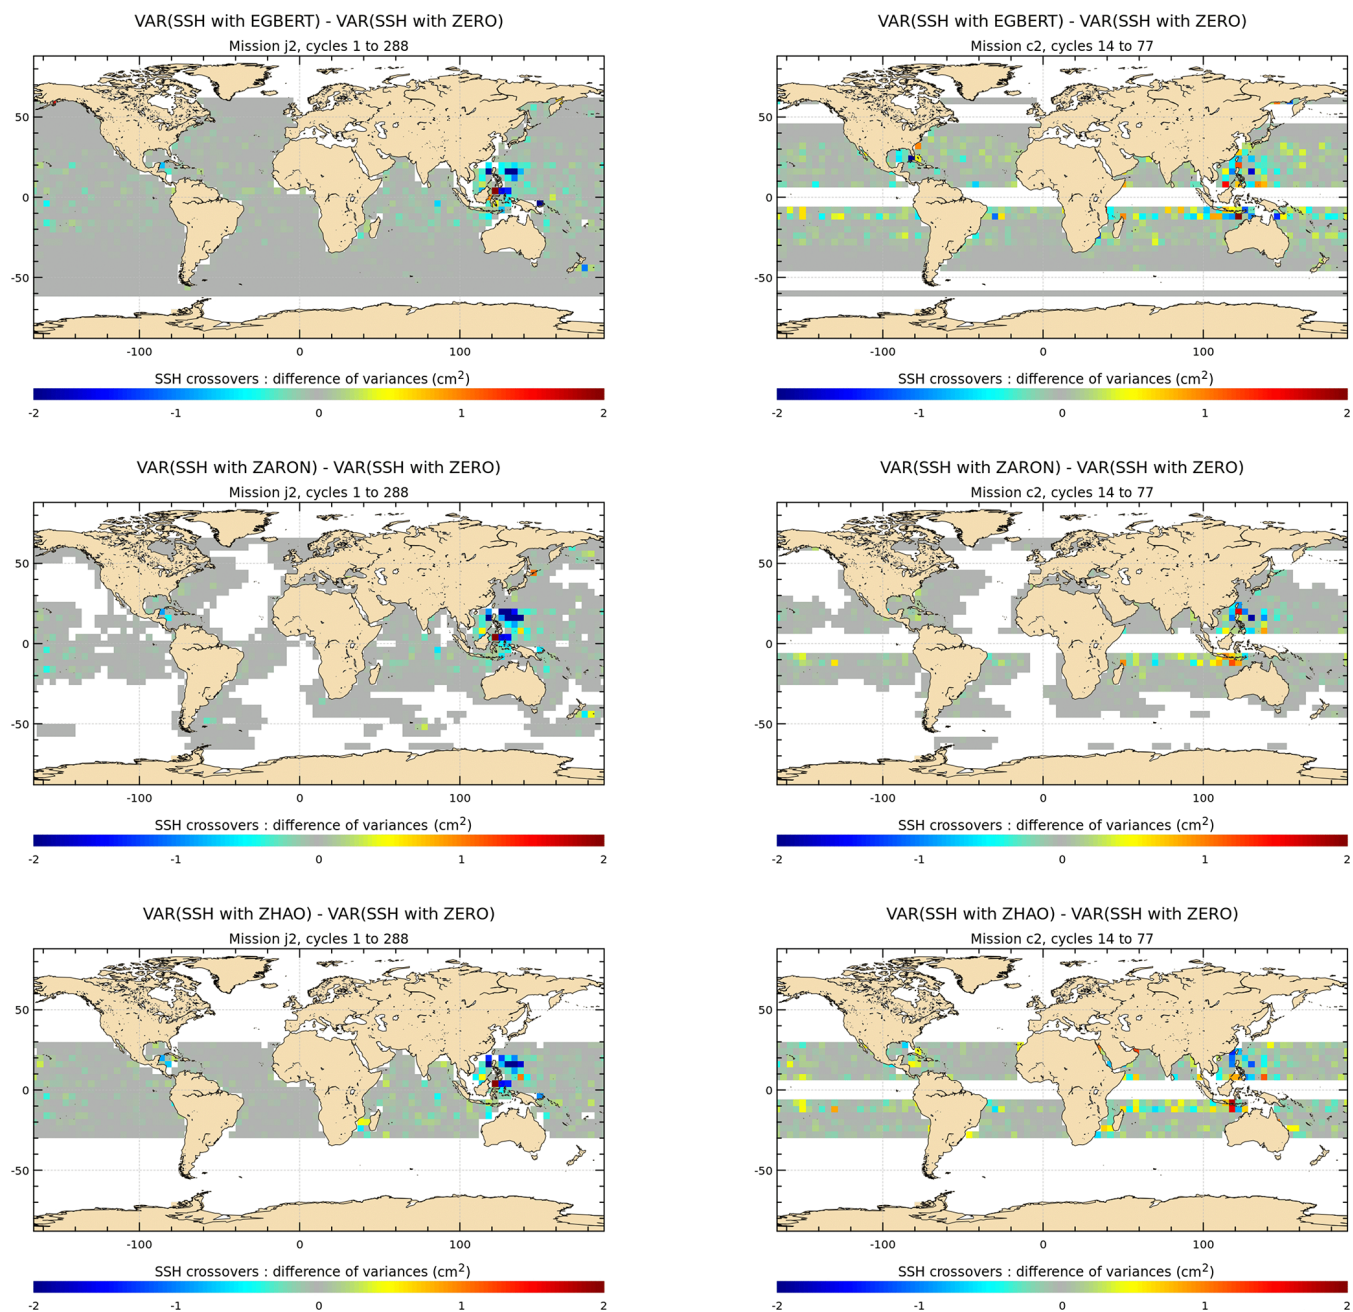 VAR(SSH with EGBERT) - VAR(SSH with ZERO)
Mission j2, cycles 1 to 288
50
0
-50
-100 0 100
SSH crossovers : difference of variances (cm²)
-2 -1 0 1 2
VAR(SSH with EGBERT) - VAR(SSH with ZERO)
Mission c2, cycles 14 to 77
50
0
-50
-100 0 100
SSH crossovers : difference of variances (cm²)
-2 -1 0 1 2
VAR(SSH with ZARON) - VAR(SSH with ZERO)
Mission j2, cycles 1 to 288
50
0
-50
-100 0 100
SSH crossovers : difference of variances (cm²)
-2 -1 0 1 2
VAR(SSH with ZARON) - VAR(SSH with ZERO)
Mission c2, cycles 14 to 77
50
0
-50
-100 0 100
SSH crossovers : difference of variances (cm²)
-2 -1 0 1 2
VAR(SSH with ZHAO) - VAR(SSH with ZERO)
Mission j2, cycles 1 to 288
50
0
-50
-100 0 100
SSH crossovers : difference of variances (cm²)
-2 -1 0 1 2
VAR(SSH with ZHAO) - VAR(SSH with ZERO)
Mission c2, cycles 14 to 77
50
0
-50
-100 0 100
SSH crossovers : difference of variances (cm²)
-2 -1 0 1 2